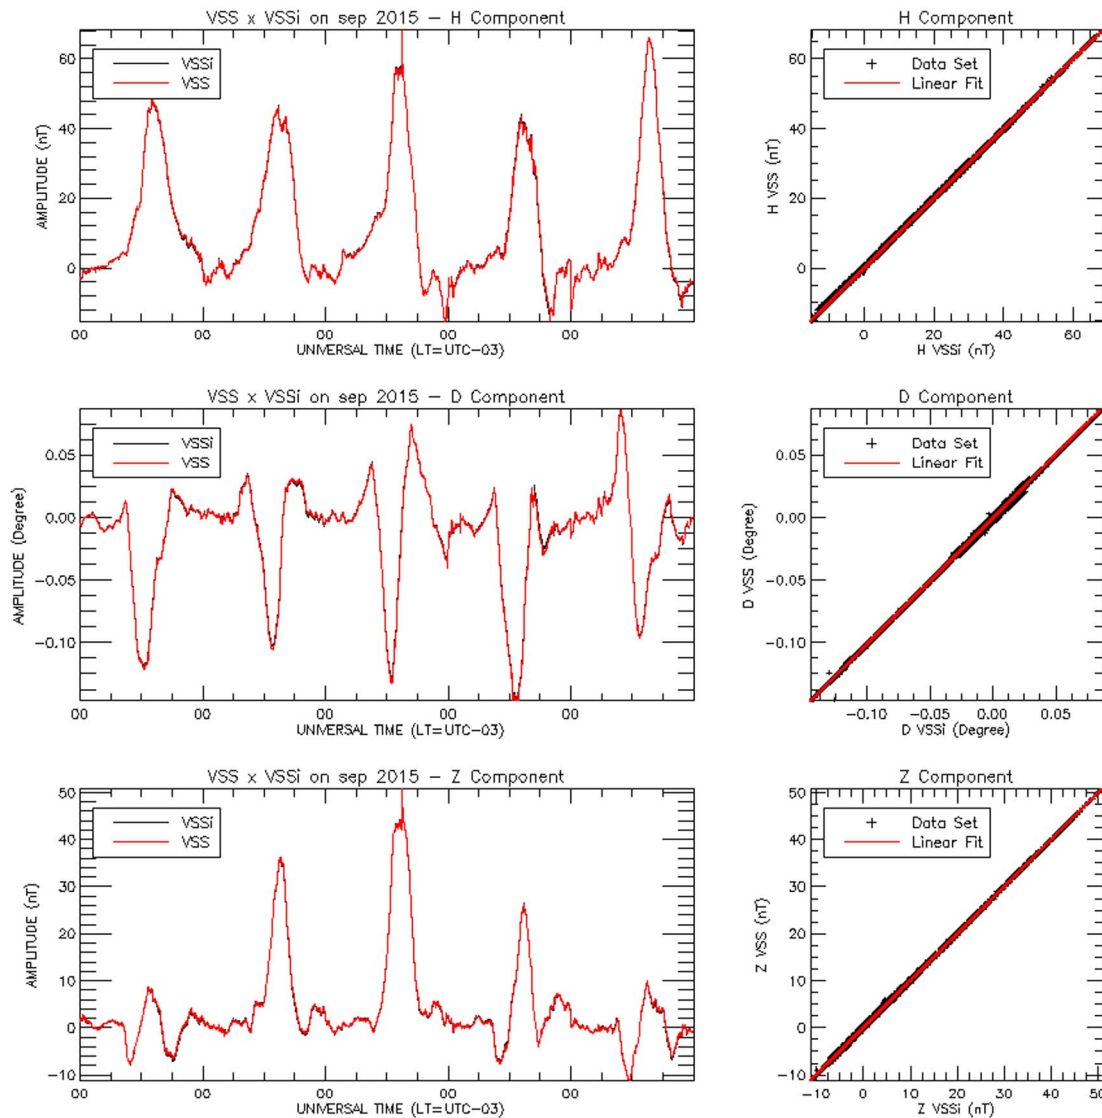 VSS x VSSi on sep 2015 – H Component
VSSi
VSS
60
40
20
0
AMPLITUDE (nT)
00 00 00 00 00
UNIVERSAL TIME (LT=UTC–03)
H Component
Data Set
Linear Fit
60
40
20
0
H VSS (nT)
0 20 40 60
H VSSi (nT)
VSS x VSSi on sep 2015 – D Component
VSSi
VSS
0.05
0.00
–0.05
–0.10
AMPLITUDE (Degree)
00 00 00 00 00
UNIVERSAL TIME (LT=UTC–03)
D Component
Data Set
Linear Fit
0.05
0.00
–0.05
–0.10
D VSS (Degree)
–0.10 –0.05 0.00 0.05
D VSSi (Degree)
VSS x VSSi on sep 2015 – Z Component
VSSi
VSS
50
40
30
20
10
0
–10
AMPLITUDE (nT)
00 00 00 00 00
UNIVERSAL TIME (LT=UTC–03)
Z Component
Data Set
Linear Fit
50
40
30
20
10
0
–10
Z VSS (nT)
–10 0 10 20 30 40 50
Z VSSi (nT)